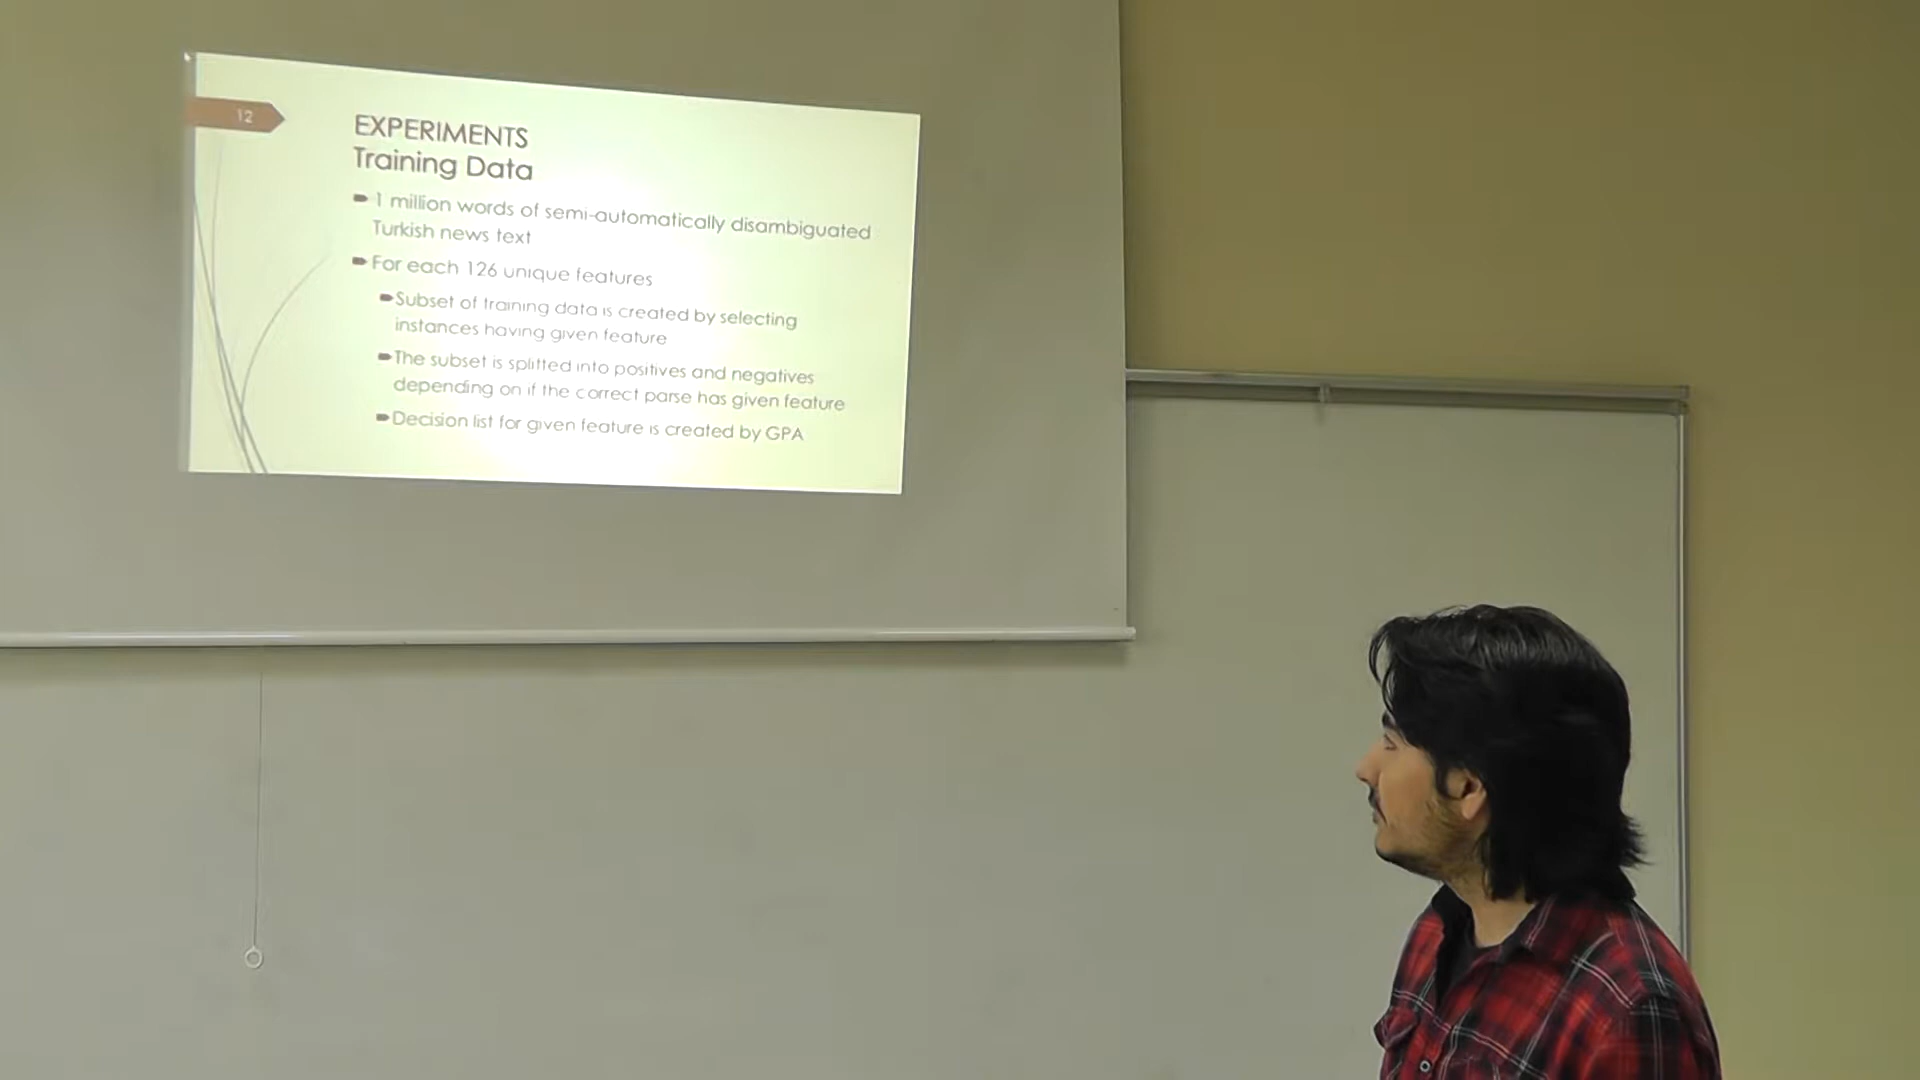 12
EXPERIMENTS
Training Data
1 million words of semi-automatically disambiguated
Turkish news text
For each 126 unique features
Subset of training data is created by selecting
instances having given feature
The subset is splitted into positives and negatives
depending on if the correct parse has given feature
Decision list for given feature is created by GPA